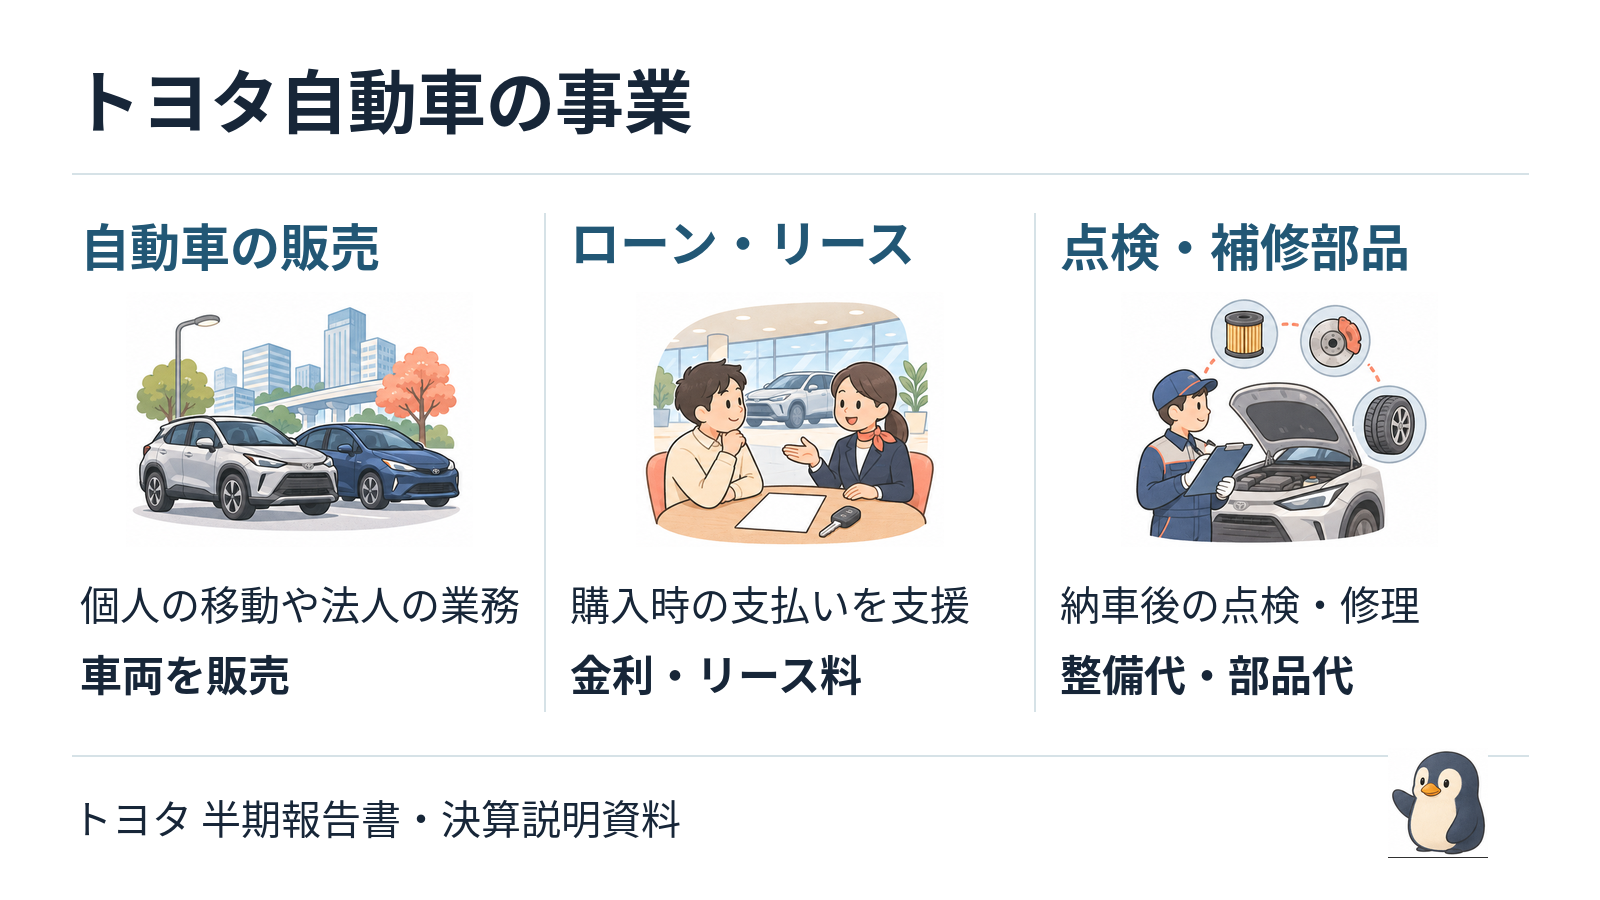 トヨタ自動車の事業
自動車の販売
個人の移動や法人の業務
車両を販売
ローン・リース
購入時の支払いを支援
金利・リース料
点検・補修部品
納車後の点検・修理
整備代・部品代
トヨタ 半期報告書・決算説明資料